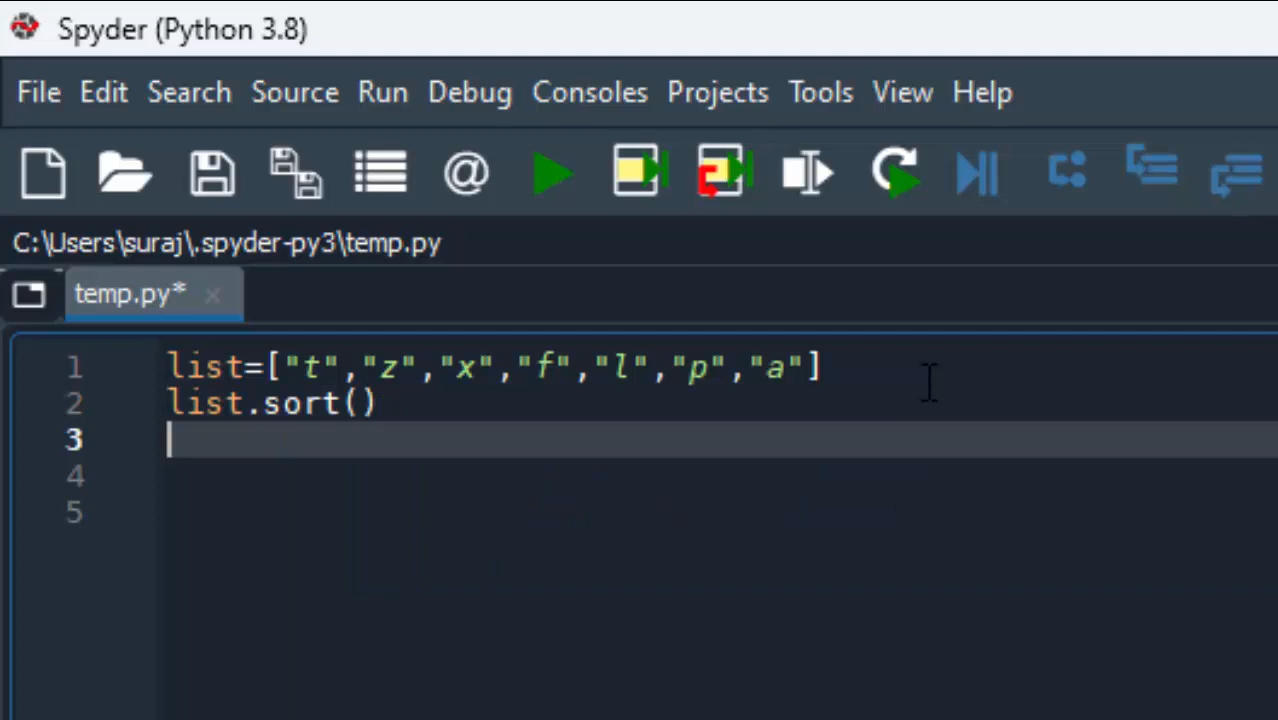 Spyder (Python 3.8)
File Edit Search Source Run Debug Consoles Projects Tools View Help
@
C:\Users\suraj\.spyder-py3\temp.py
temp.py*
1 list=["t","z","x","f","l","p","a"]
2 list.sort()
3
4
5